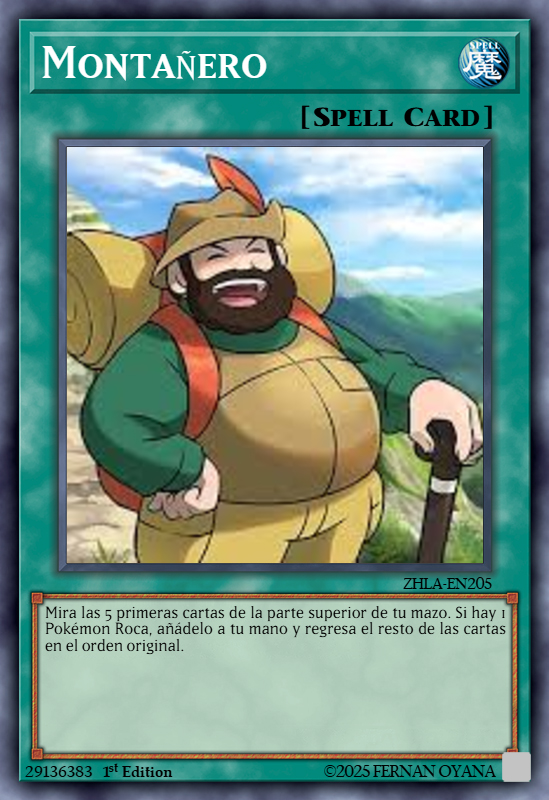 MONTAÑERO
SPELL
魔
[SPELL CARD]
ZHLA-EN205
Mira las 5 primeras cartas de la parte superior de tu mazo. Si hay 1
Pokémon Roca, añádelo a tu mano y regresa el resto de las cartas
en el orden original.
29136383 1st Edition ©2025 FERNAN OYANA